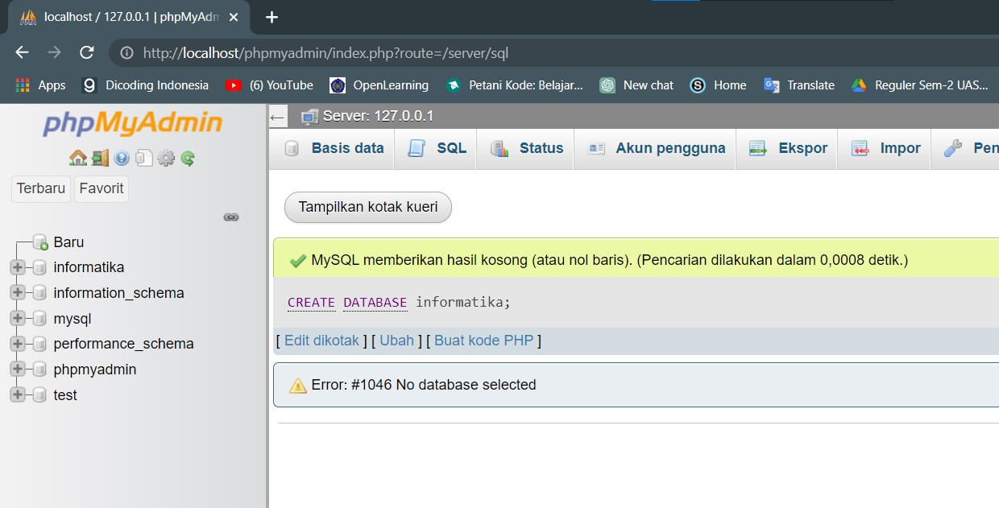 localhost / 127.0.0.1 | phpMyAdm
http://localhost/phpmyadmin/index.php?route=/server/sql
Apps Dicoding Indonesia (6) YouTube OpenLearning Petani Kode: Belajar... New chat Home Translate Reguler Sem-2 UAS...
phpMyAdmin
Terbaru Favorit
Baru
informatika
information_schema
mysql
performance_schema
phpmyadmin
test
Server: 127.0.0.1
Basis data SQL Status Akun pengguna Ekspor Impor Pen
Tampilkan kotak kueri
MySQL memberikan hasil kosong (atau nol baris). (Pencarian dilakukan dalam 0,0008 detik.)
CREATE DATABASE informatika;
[ Edit dikotak ] [ Ubah ] [ Buat kode PHP ]
Error: #1046 No database selected